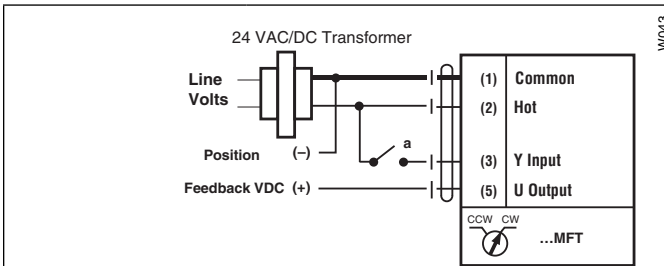 W043
24 VAC/DC Transformer
Line
Volts
(1) Common
(2) Hot
a
Position (–)
(3) Y Input
Feedback VDC (+)
(5) U Output
CCW CW
...MFT